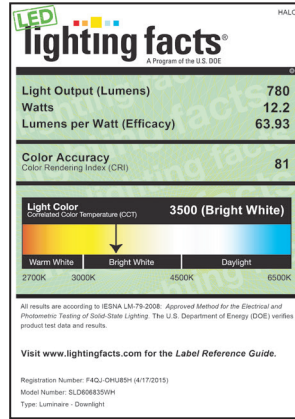 HALO
LED
lighting facts®
A Program of the U.S. DOE
Light Output (Lumens) 780
Watts 12.2
Lumens per Watt (Efficacy) 63.93
Color Accuracy
Color Rendering Index (CRI) 81
Light Color
Correlated Color Temperature (CCT) 3500 (Bright White)
Warm White Bright White Daylight
2700K 3000K 4500K 6500K
All results are according to IESNA LM-79-2008: Approved Method for the Electrical and
Photometric Testing of Solid-State Lighting. The U.S. Department of Energy (DOE) verifies
product test data and results.
Visit www.lightingfacts.com for the Label Reference Guide.
Registration Number: F4QJ-OHU85H (4/17/2015)
Model Number: SLD606835WH
Type: Luminaire - Downlight